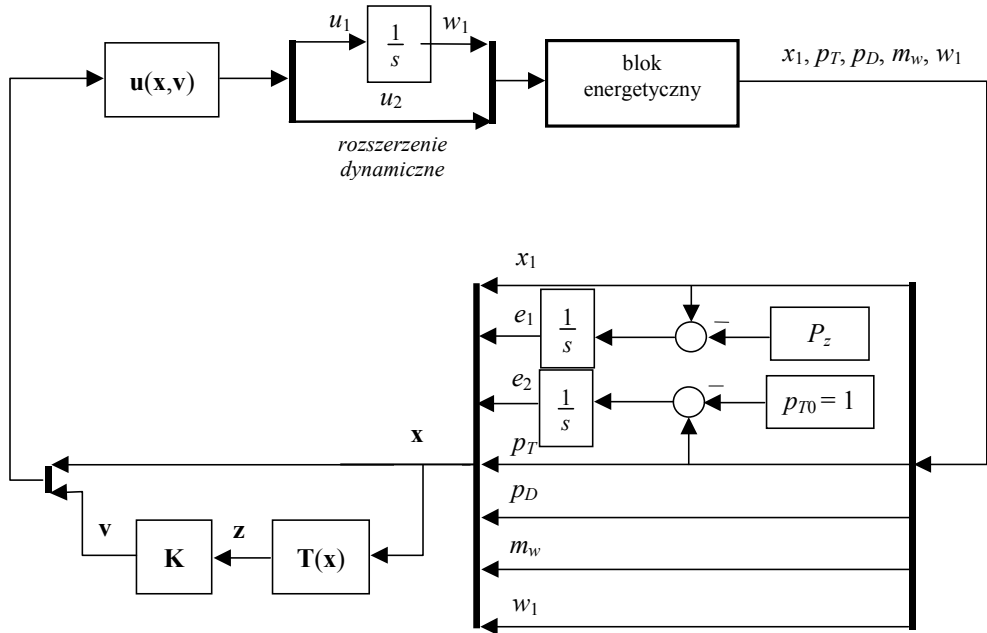 u1
1/s
w1
u(x,v)
u2
rozszerzenie
dynamiczne
blok
energetyczny
x1, pT, pD, mw, w1
x1
e1
1/s
–
Pz
e2
1/s
–
pT0 = 1
x
pT
pD
v
K
z
T(x)
mw
w1